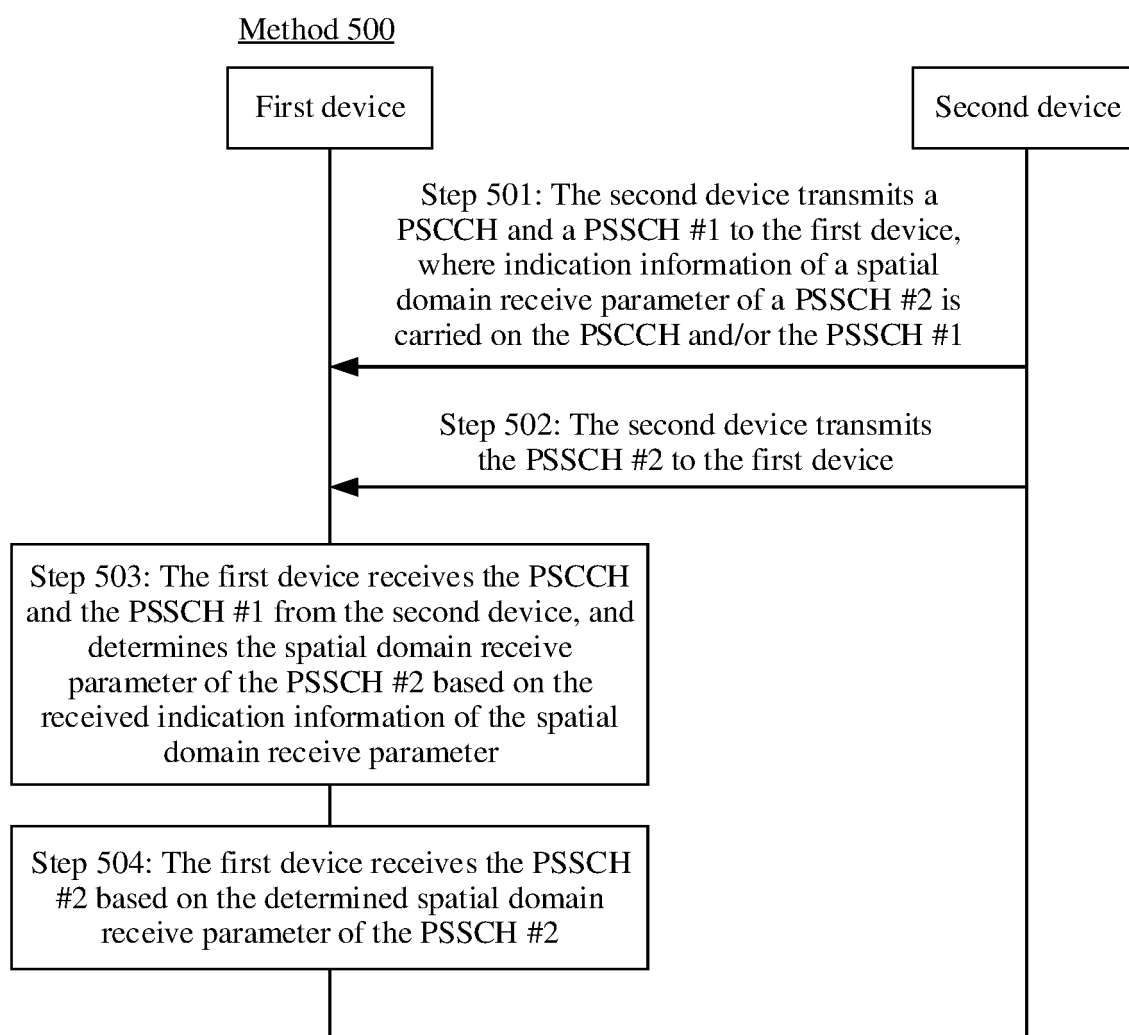 Method 500
First device
Second device
Step 501: The second device transmits a
PSCCH and a PSSCH #1 to the first device,
where indication information of a spatial
domain receive parameter of a PSSCH #2 is
carried on the PSCCH and/or the PSSCH #1
Step 502: The second device transmits
the PSSCH #2 to the first device
Step 503: The first device receives the PSCCH
and the PSSCH #1 from the second device, and
determines the spatial domain receive
parameter of the PSSCH #2 based on the
received indication information of the spatial
domain receive parameter
Step 504: The first device receives the PSSCH
#2 based on the determined spatial domain
receive parameter of the PSSCH #2